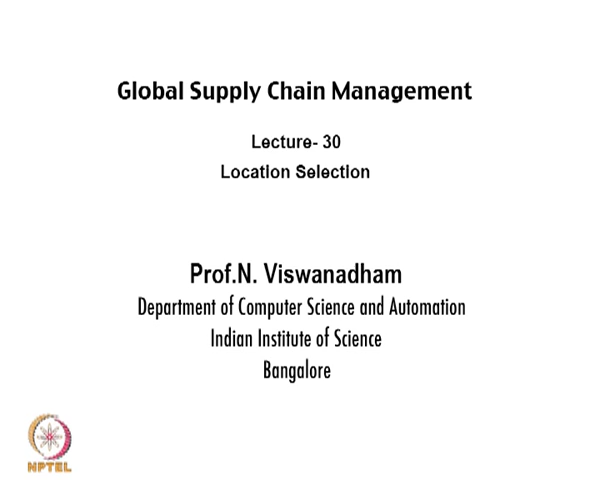 Global Supply Chain Management
Lecture- 30
Location Selection
Prof.N. Viswanadham
Department of Computer Science and Automation
Indian Institute of Science
Bangalore
NPTEL